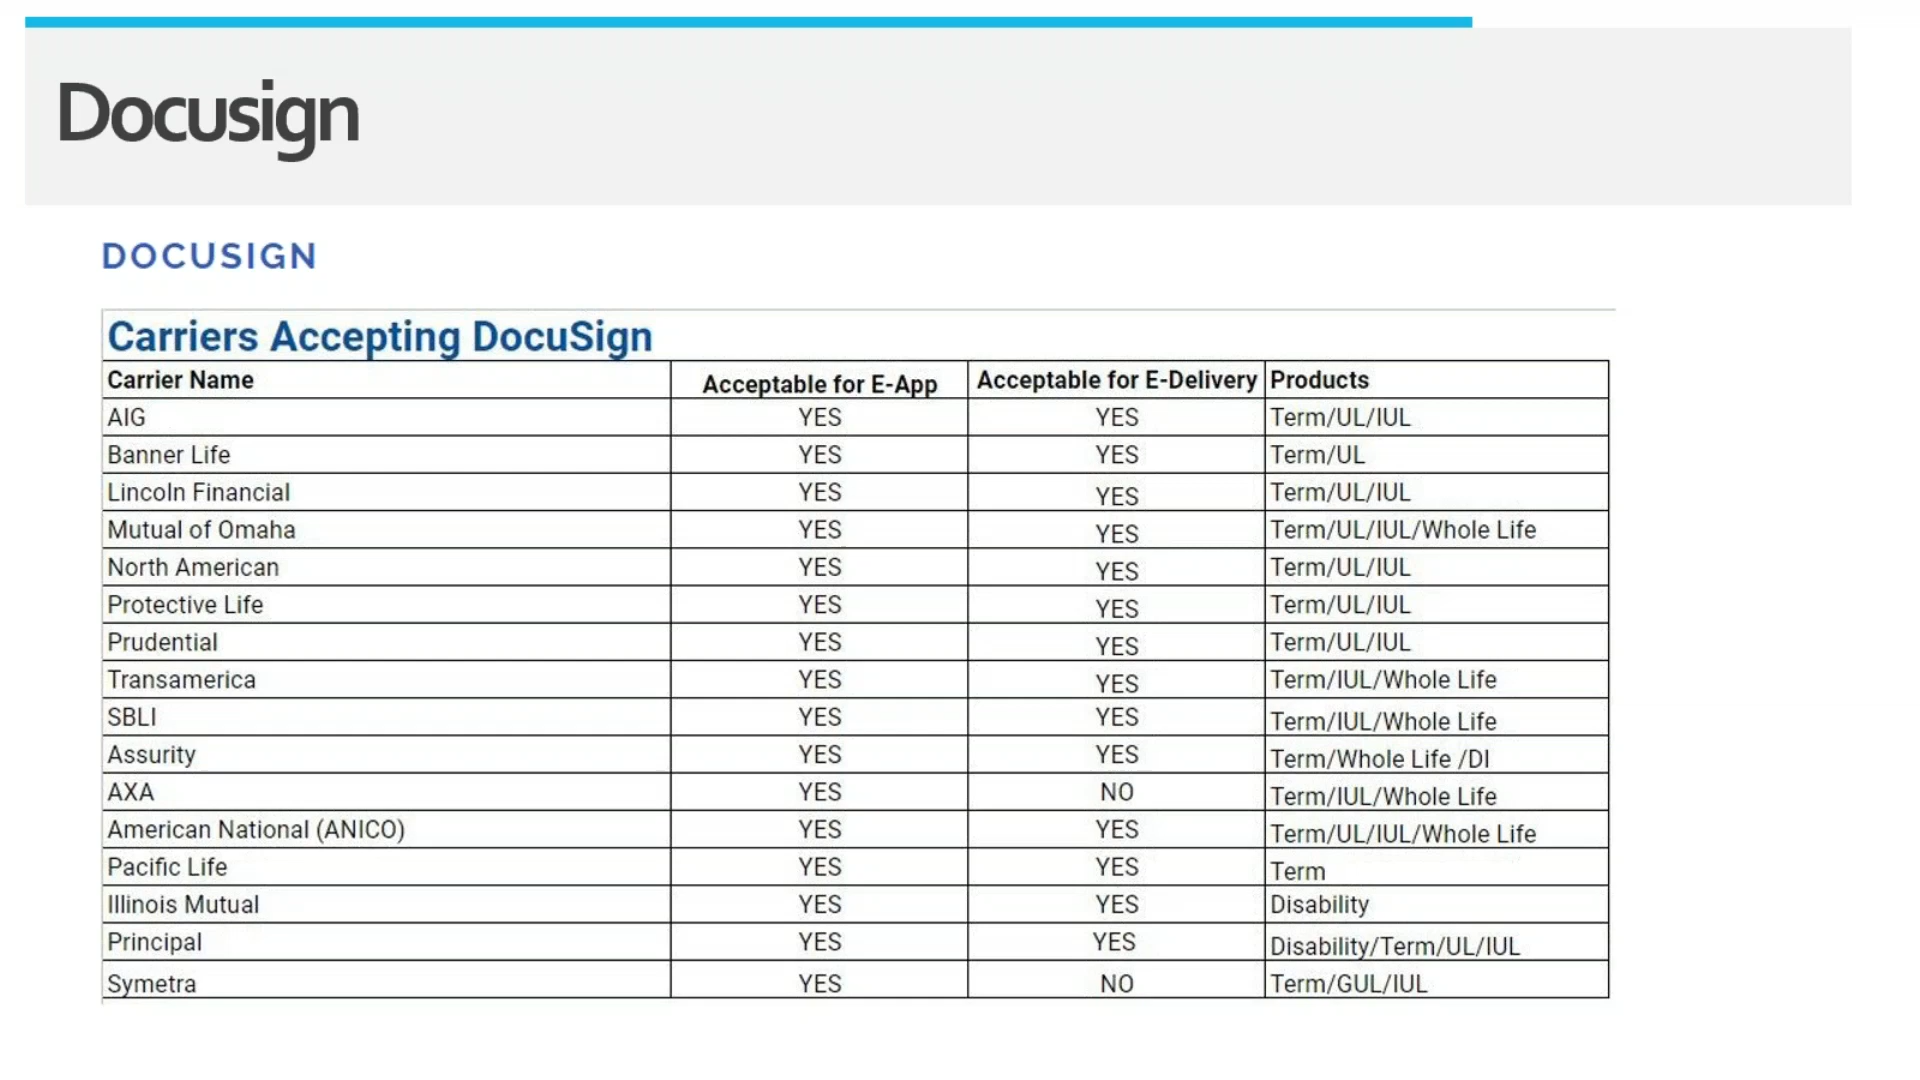 Docusign
DOCUSIGN
Carriers Accepting DocuSign
Carrier Name Acceptable for E-App Acceptable for E-Delivery Products
AIG YES YES Term/UL/IUL
Banner Life YES YES Term/UL
Lincoln Financial YES YES Term/UL/IUL
Mutual of Omaha YES YES Term/UL/IUL/Whole Life
North American YES YES Term/UL/IUL
Protective Life YES YES Term/UL/IUL
Prudential YES YES Term/UL/IUL
Transamerica YES YES Term/IUL/Whole Life
SBLI YES YES Term/IUL/Whole Life
Assurity YES YES Term/Whole Life /DI
AXA YES NO Term/IUL/Whole Life
American National (ANICO) YES YES Term/UL/IUL/Whole Life
Pacific Life YES YES Term
Illinois Mutual YES YES Disability
Principal YES YES Disability/Term/UL/IUL
Symetra YES NO Term/GUL/IUL